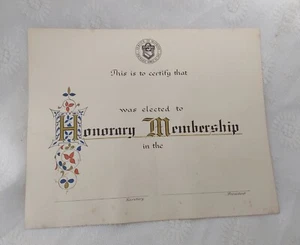 This is to certify that
was elected to
Honorary Membership
in the
Secretary President